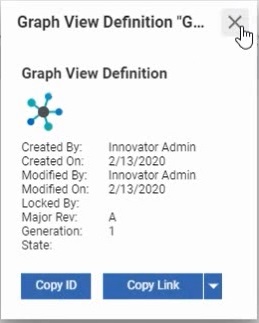 Graph View Definition "G...
Graph View Definition
Created By: Innovator Admin
Created On: 2/13/2020
Modified By: Innovator Admin
Modified On: 2/13/2020
Locked By:
Major Rev: A
Generation: 1
State:
Copy ID Copy Link